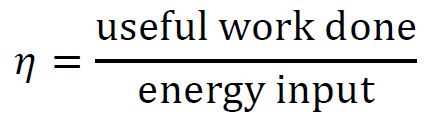 η = useful work done
energy input